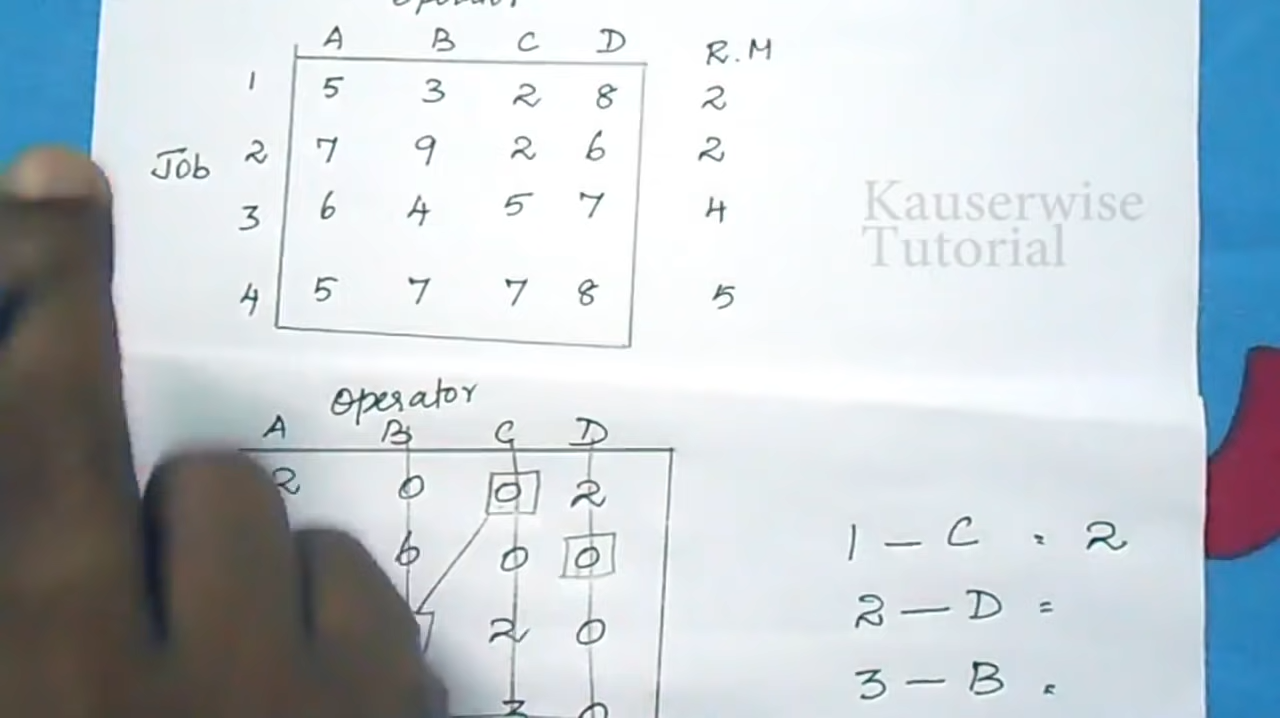 Operator
A B C D R.M
1 5 3 2 8 2
Job 2 7 9 2 6 2
3 6 4 5 7 4
4 5 7 7 8 5
Kauserwise
Tutorial
Operator
A B C D
2 0 0 2
6 0 0
2 0
3 0
1 – C = 2
2 – D =
3 – B =